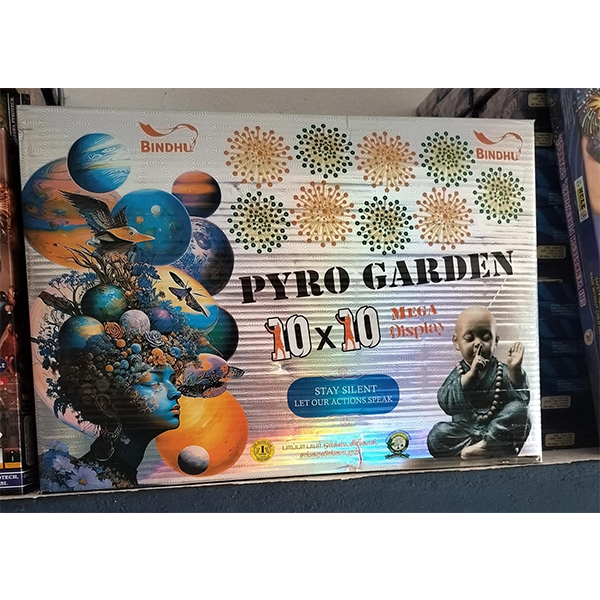 BINDHU
BINDHU
PYRO GARDEN
10 x 10
MEGA
Display
STAY SILENT
LET OUR ACTIONS SPEAK